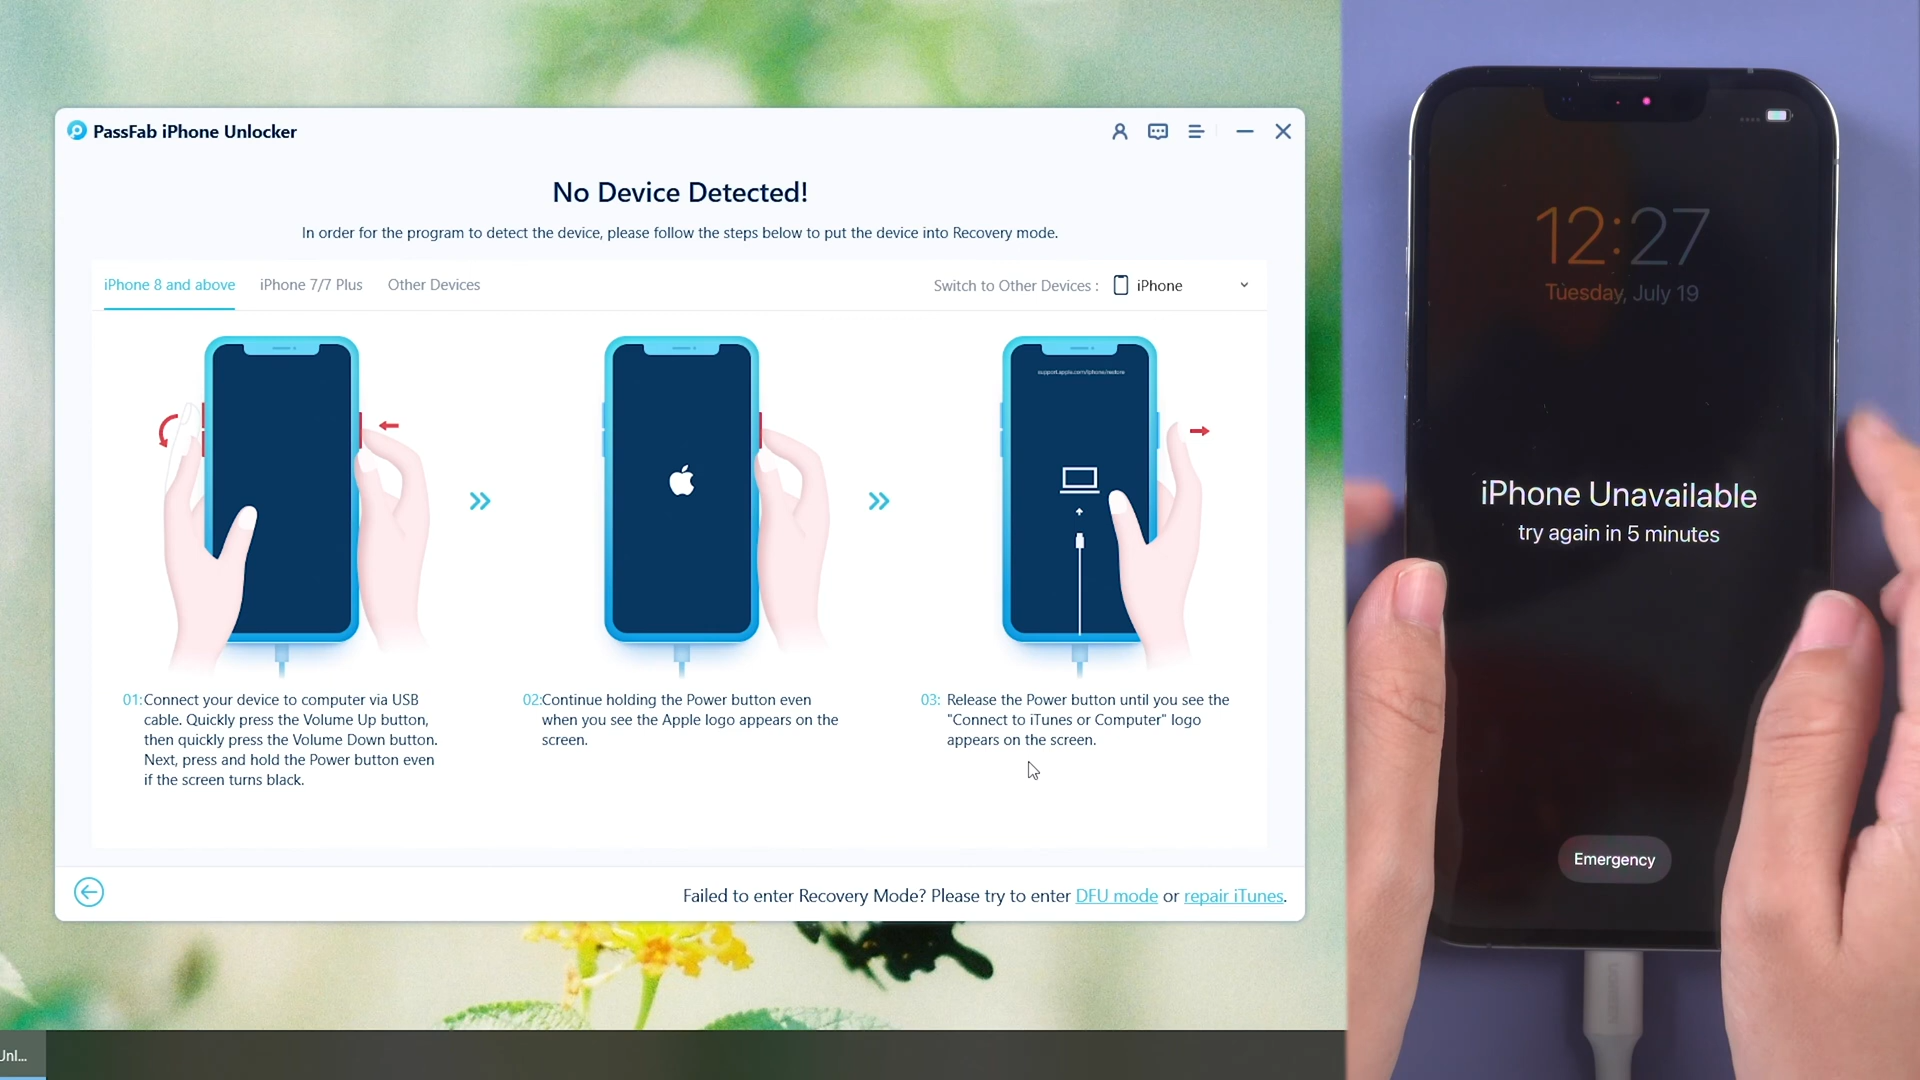 PassFab iPhone Unlocker
No Device Detected!
In order for the program to detect the device, please follow the steps below to put the device into Recovery mode.
iPhone 8 and above
iPhone 7/7 Plus
Other Devices
Switch to Other Devices :
iPhone
support.apple.com/iphone/restore
01: Connect your device to computer via USB
cable. Quickly press the Volume Up button,
then quickly press the Volume Down button.
Next, press and hold the Power button even
if the screen turns black.
02: Continue holding the Power button even
when you see the Apple logo appears on the
screen.
03: Release the Power button until you see the
"Connect to iTunes or Computer" logo
appears on the screen.
Failed to enter Recovery Mode? Please try to enter DFU mode or repair iTunes.
Unl...
12:27
Tuesday, July 19
iPhone Unavailable
try again in 5 minutes
Emergency